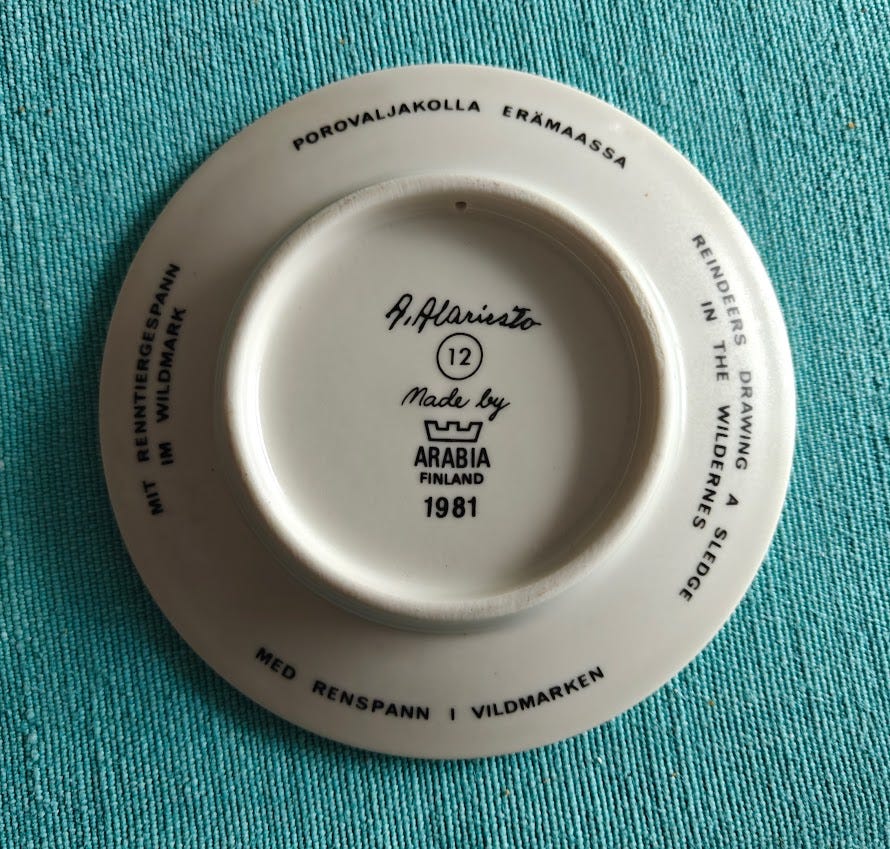 POROVALJAKOLLA ERÄMAASSA
REINDEERS DRAWING A SLEDGE
IN THE WILDERNES
MED RENSPANN I VILDMARKEN
MIT RENNTIERGESPANN
IM WILDMARK
A. Alariesto
12
Made by
ARABIA
FINLAND
1981